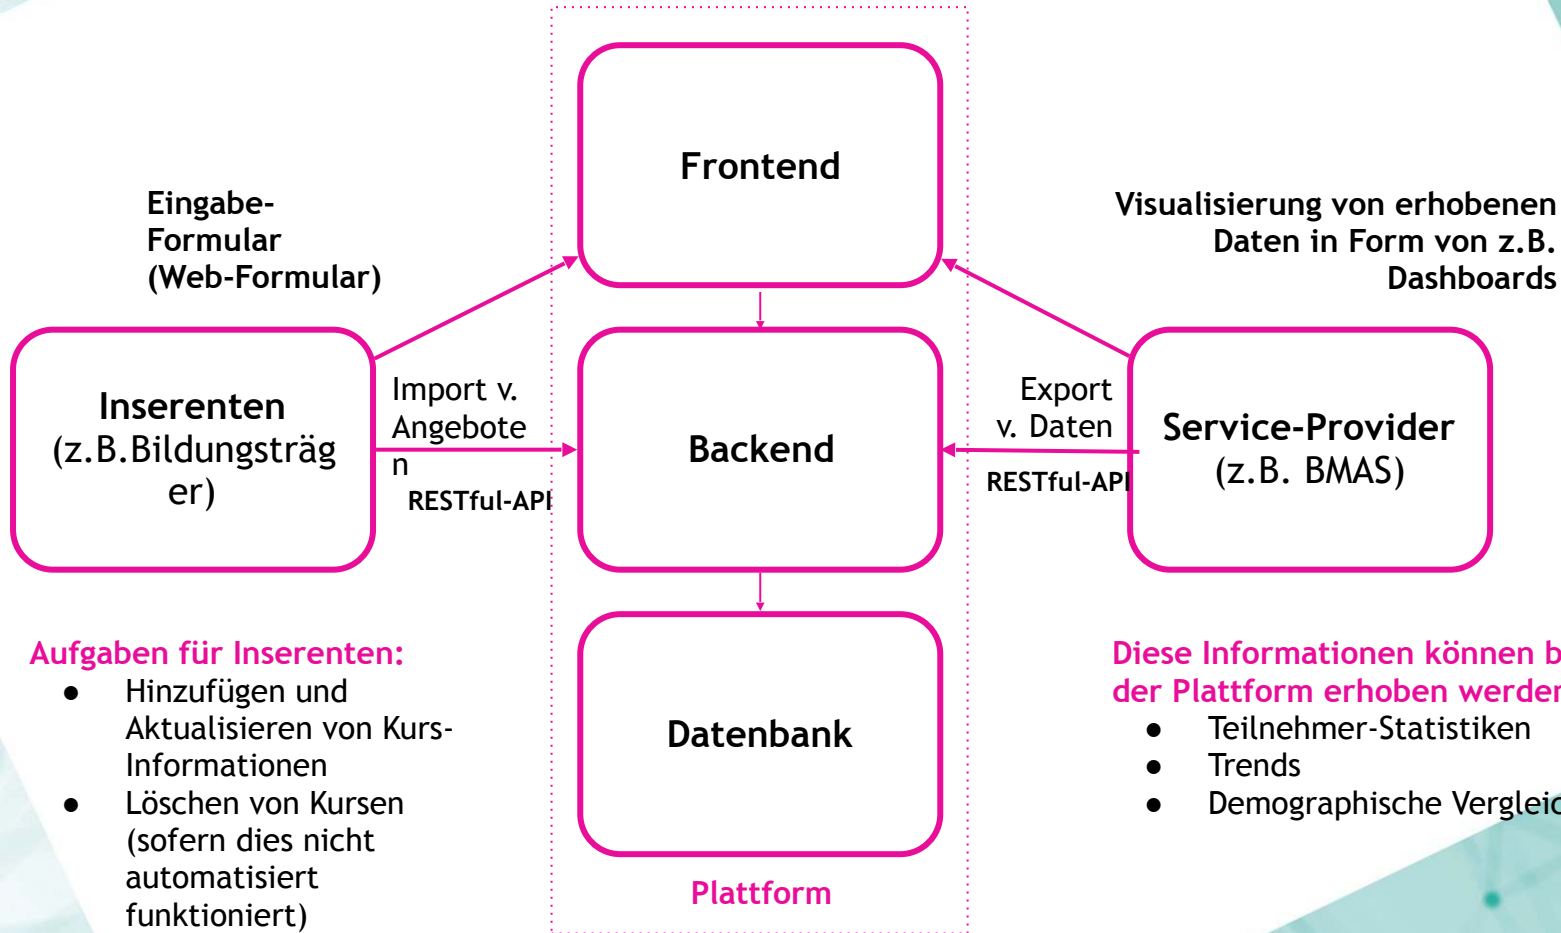 Frontend
Eingabe-
Formular
(Web-Formular)
Visualisierung von erhobenen
Daten in Form von z.B.
Dashboards
Inserenten
(z.B.Bildungsträg
er)
Import v.
Angebote
n
RESTful-API
Backend
Export
v. Daten
RESTful-API
Service-Provider
(z.B. BMAS)
Aufgaben für Inserenten:
● Hinzufügen und
Aktualisieren von Kurs-
Informationen
● Löschen von Kursen
(sofern dies nicht
automatisiert
funktioniert)
Datenbank
Plattform
Diese Informationen können
der Plattform erhoben
● Teilnehmer-Statistiken
● Trends
● Demographische